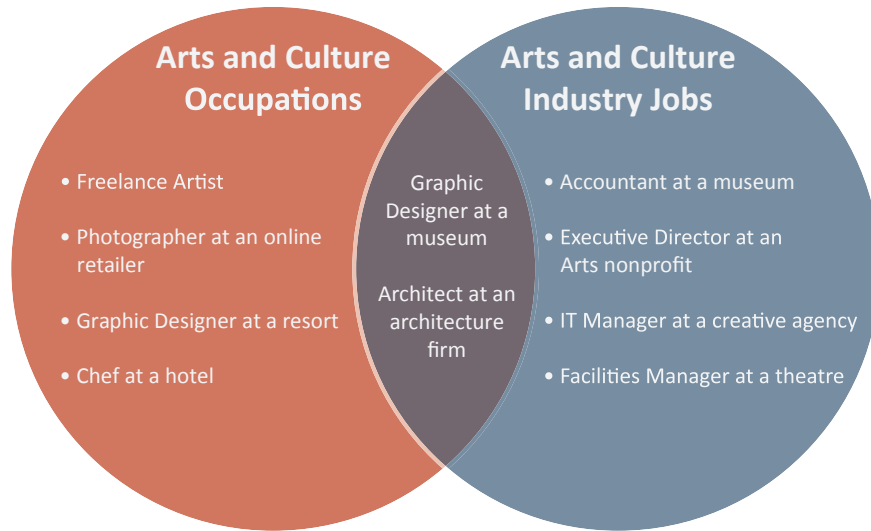 Arts and Culture
Occupations
• Freelance Artist
• Photographer at an online
retailer
• Graphic Designer at a resort
• Chef at a hotel
Graphic
Designer at a
museum
Architect at an
architecture
firm
Arts and Culture
Industry Jobs
• Accountant at a museum
• Executive Director at an
Arts nonprofit
• IT Manager at a creative agency
• Facilities Manager at a theatre